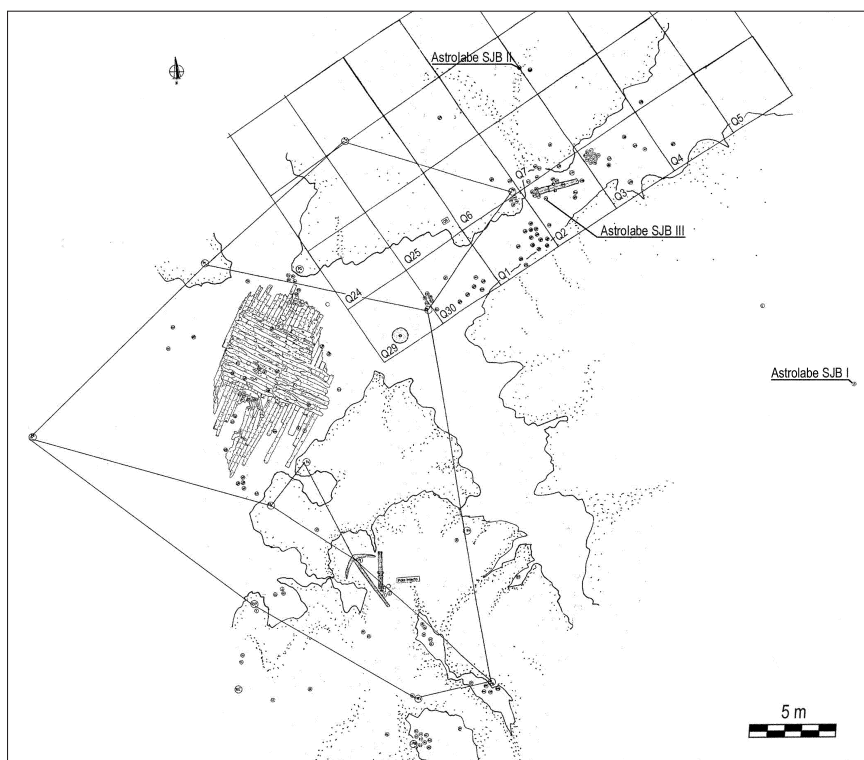 Astrolabe SJB II
Q5
Q4
Q7
Q3
Astrolabe SJB III
Q6
Q2
Q25
Q1
Q24
Q30
Q29
Astrolabe SJB I
5 m